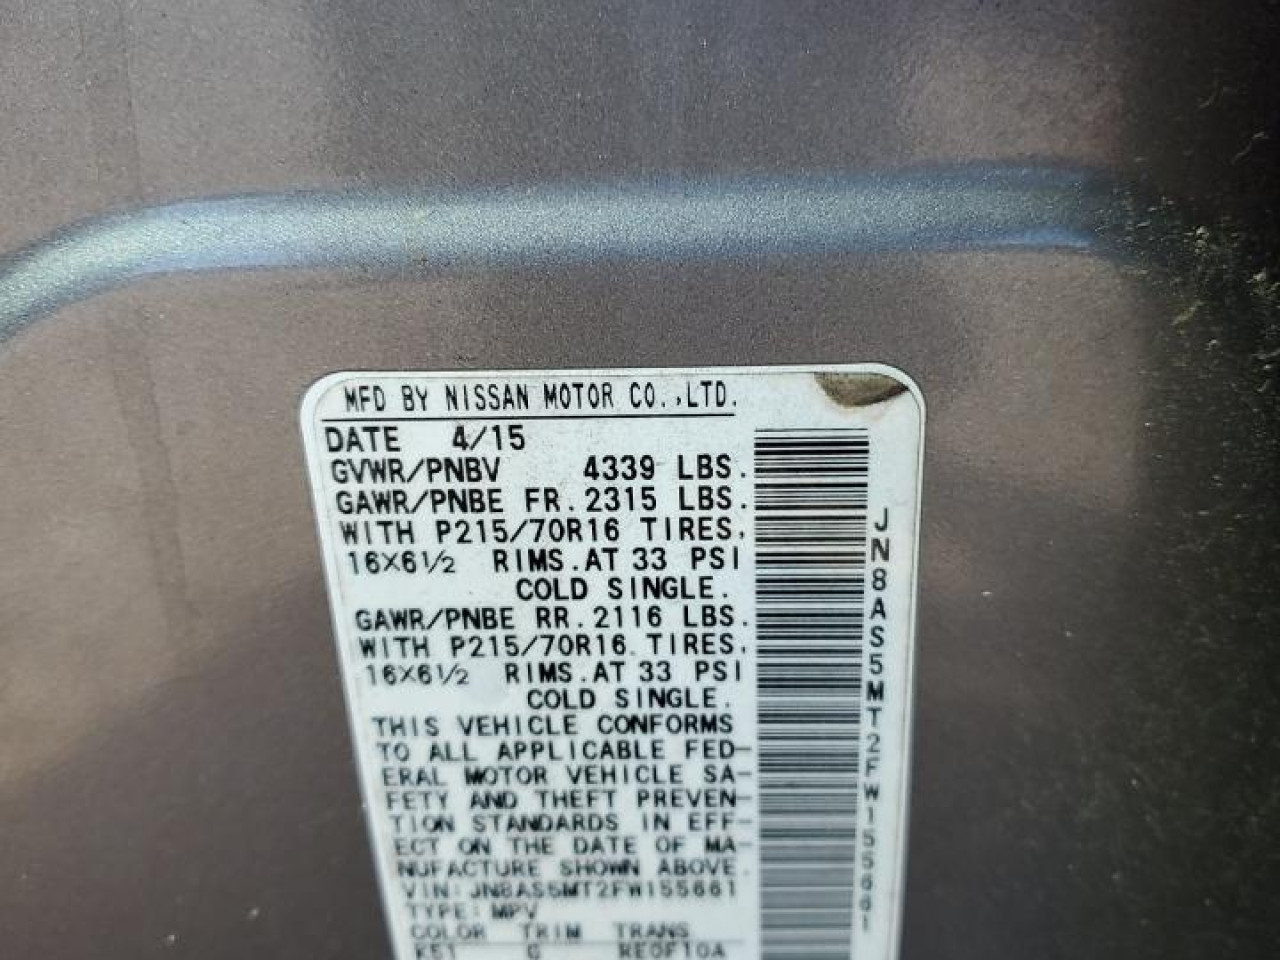 MFD BY NISSAN MOTOR CO.,LTD.
DATE 4/15
GVWR/PNBV 4339 LBS.
GAWR/PNBE FR.2315 LBS.
WITH P215/70R16 TIRES,
16X6½ RIMS.AT 33 PSI
COLD SINGLE.
GAWR/PNBE RR.2116 LBS.
WITH P215/70R16 TIRES.
16X6½ RIMS.AT 33 PSI
COLD SINGLE.
THIS VEHICLE CONFORMS
TO ALL APPLICABLE FED-
ERAL MOTOR VEHICLE SA-
FETY AND THEFT PREVEN-
TION STANDARDS IN EFF-
ECT ON THE DATE OF MA-
NUFACTURE SHOWN ABOVE.
VIN:JN8AS5MT2FW155661
TYPE:MPV
COLOR TRIM TRANS
K51 G RE0F10A
JN8AS5MT2FW155661